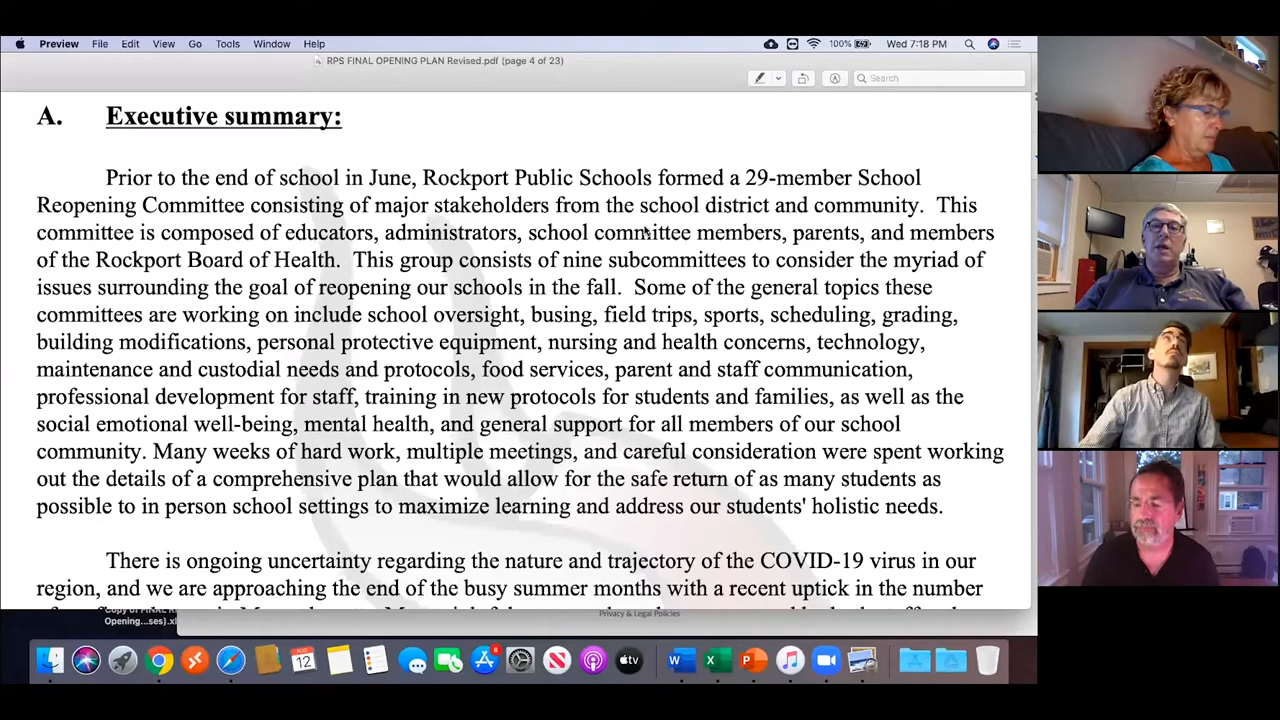 Preview File Edit View Go Tools Window Help 100% Wed 7:18 PM
RPS FINAL OPENING PLAN Revised.pdf (page 4 of 23)
Search
A. Executive summary:
Prior to the end of school in June, Rockport Public Schools formed a 29-member School
Reopening Committee consisting of major stakeholders from the school district and community. This
committee is composed of educators, administrators, school committee members, parents, and members
of the Rockport Board of Health. This group consists of nine subcommittees to consider the myriad of
issues surrounding the goal of reopening our schools in the fall. Some of the general topics these
committees are working on include school oversight, busing, field trips, sports, scheduling, grading,
building modifications, personal protective equipment, nursing and health concerns, technology,
maintenance and custodial needs and protocols, food services, parent and staff communication,
professional development for staff, training in new protocols for students and families, as well as the
social emotional well-being, mental health, and general support for all members of our school
community. Many weeks of hard work, multiple meetings, and careful consideration were spent working
out the details of a comprehensive plan that would allow for the safe return of as many students as
possible to in person school settings to maximize learning and address our students' holistic needs.
There is ongoing uncertainty regarding the nature and trajectory of the COVID-19 virus in our
region, and we are approaching the end of the busy summer months with a recent uptick in the number
Opening...ses).xl
Privacy & Legal Policies
AUG
12
6
tv
W
X
P